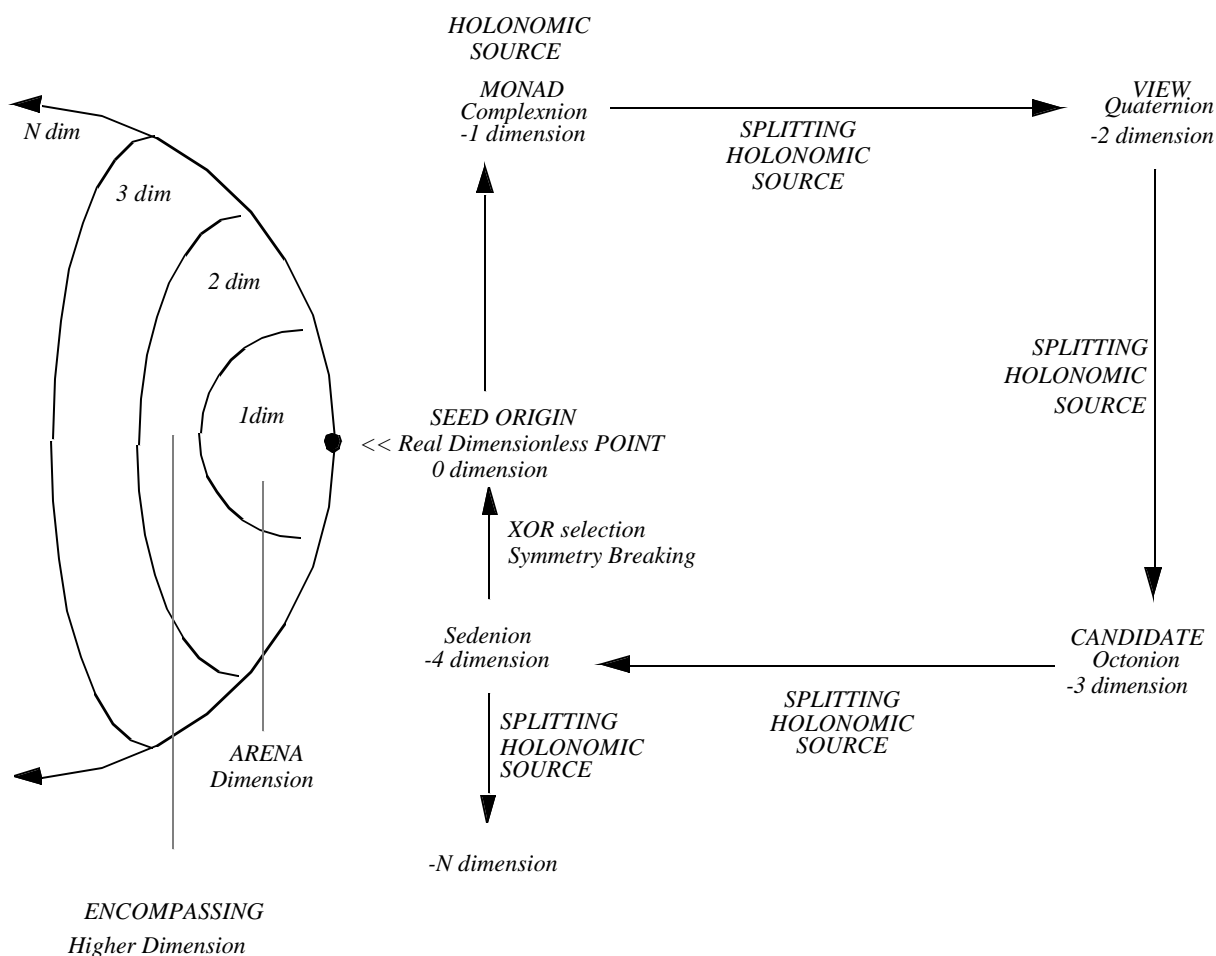 HOLONOMIC
SOURCE
MONAD
Complexnion
-1 dimension
VIEW
Quaternion
-2 dimension
N dim
SPLITTING
HOLONOMIC
SOURCE
3 dim
2 dim
SPLITTING
HOLONOMIC
SOURCE
1dim
SEED ORIGIN
<< Real Dimensionless POINT
0 dimension
XOR selection
Symmetry Breaking
Sedenion
-4 dimension
CANDIDATE
Octonion
-3 dimension
SPLITTING
HOLONOMIC
SOURCE
SPLITTING
HOLONOMIC
SOURCE
ARENA
Dimension
-N dimension
ENCOMPASSING
Higher Dimension